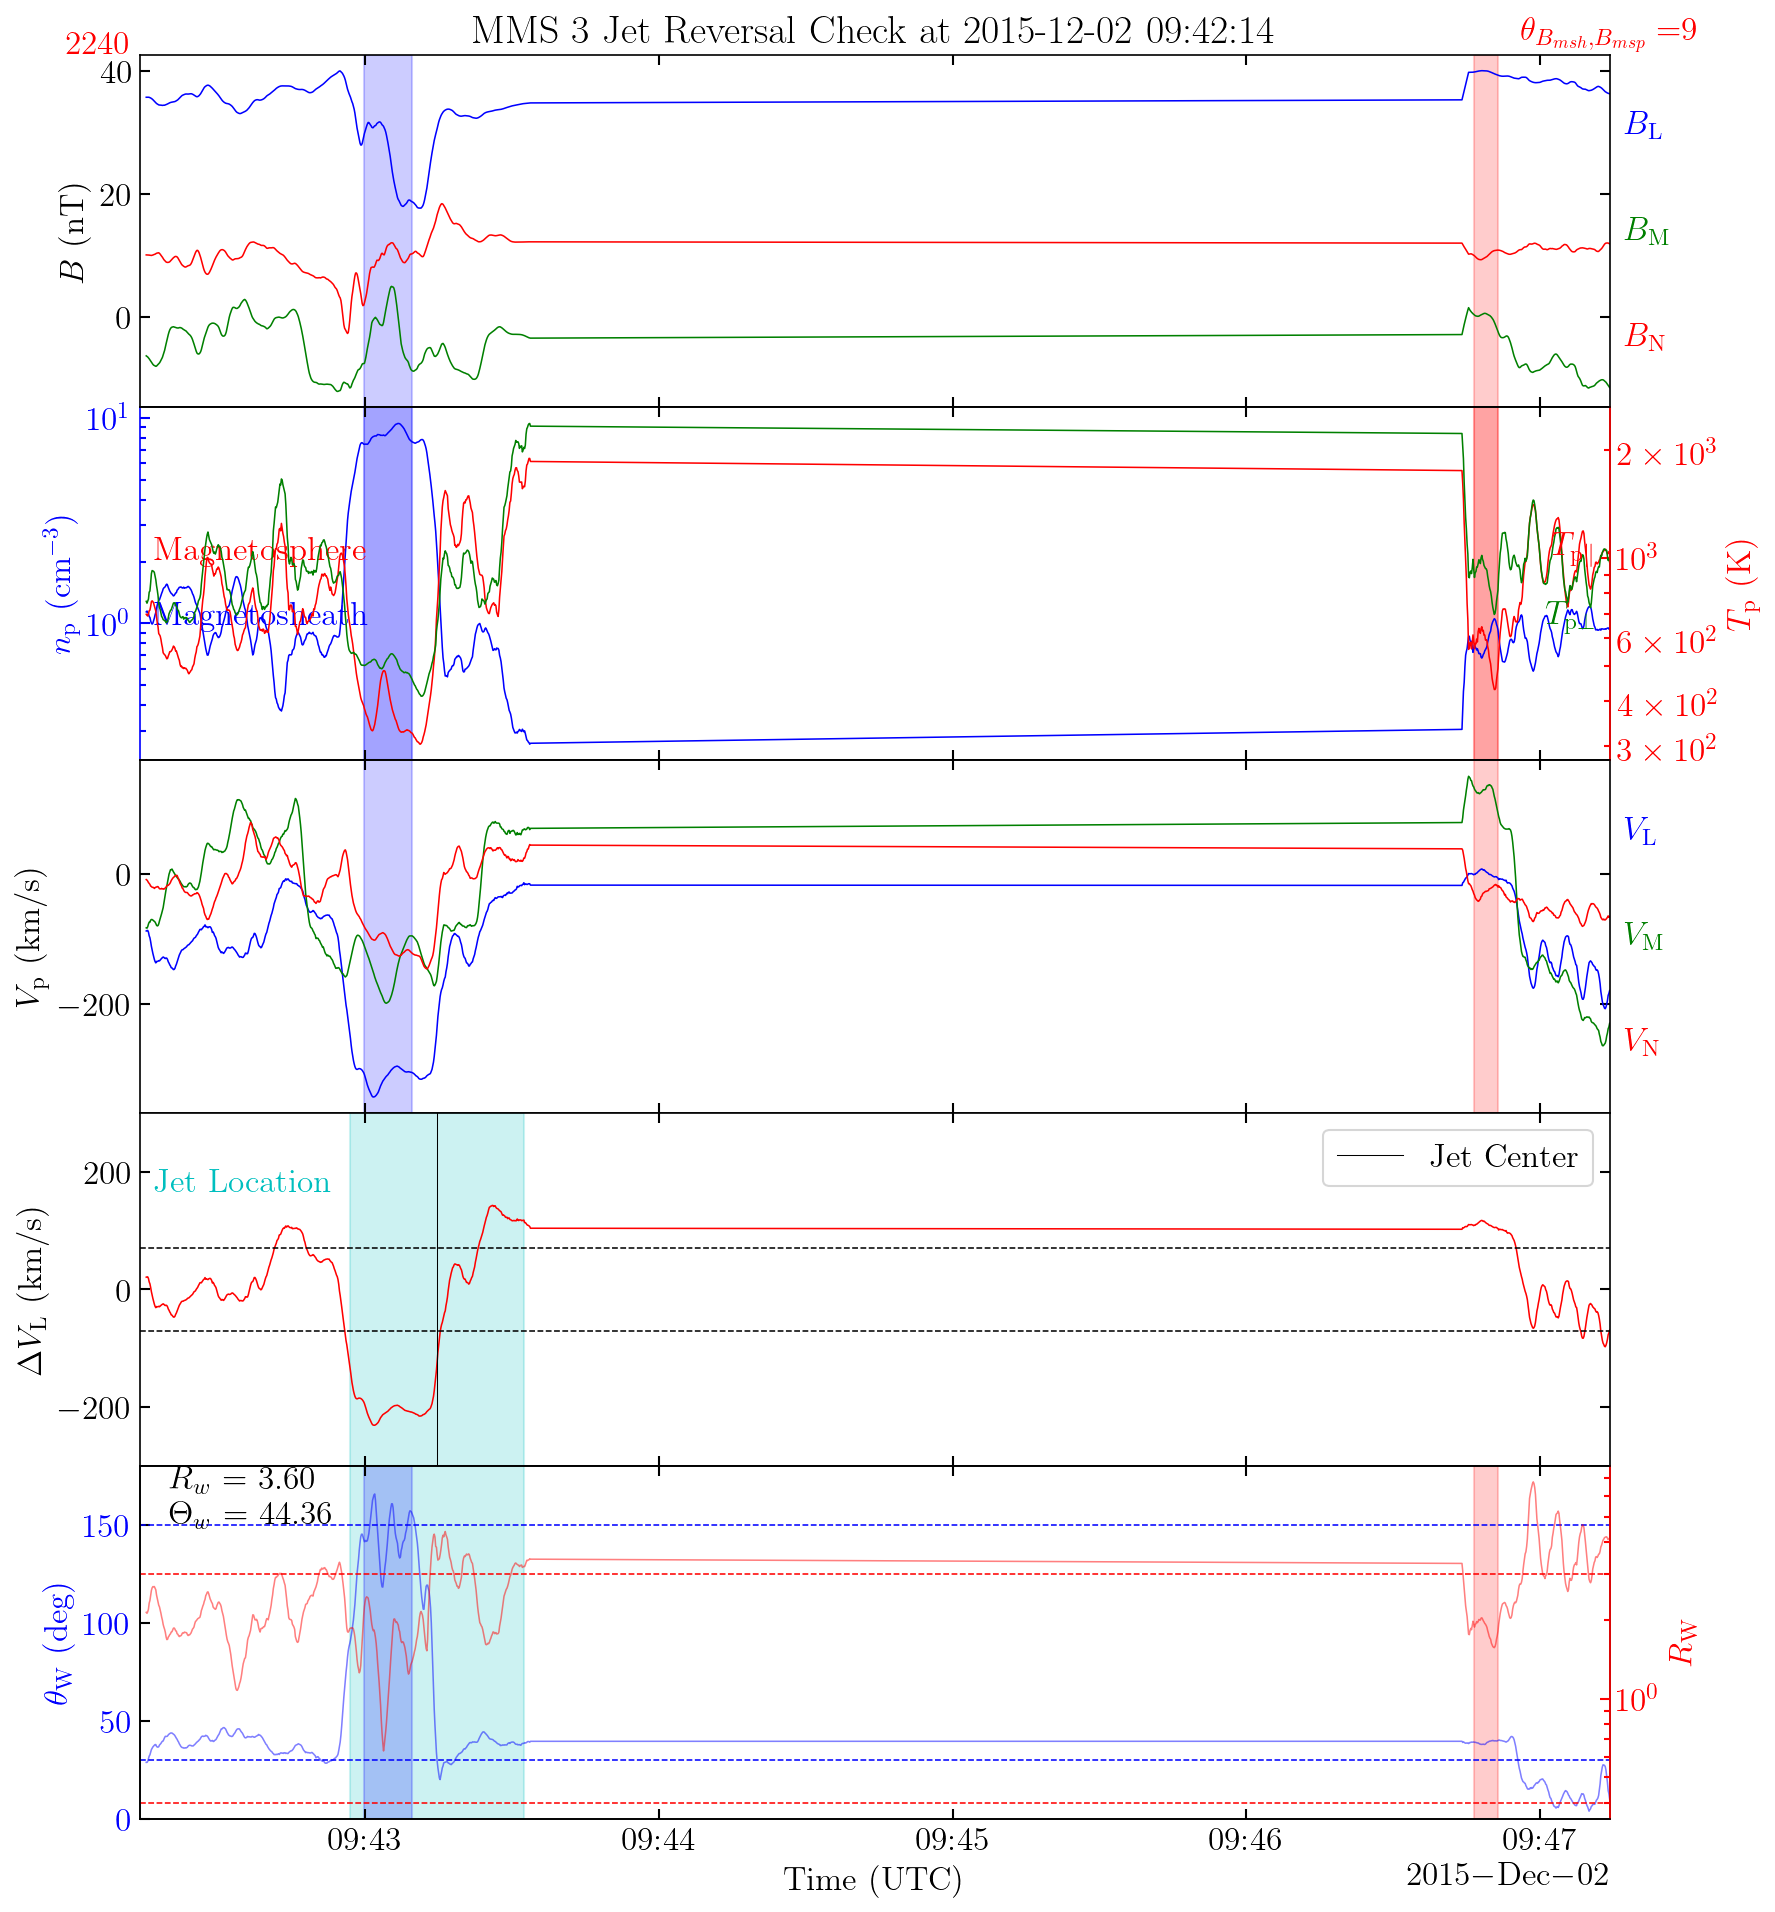 MMS 3 Jet Reversal Check at 2015-12-02 09:42:14
2240
θ_{B_{msh},B_{msp}} =9
40
20
0
B (nT)
B_L
B_M
B_N
10^1
10^0
n_p (cm^{−3})
Magnetosphere
Magnetosheath
T_{p∥}
T_{p⊥}
2 × 10^3
10^3
6 × 10^2
4 × 10^2
3 × 10^2
T_p (K)
0
−200
V_p (km/s)
V_L
V_M
V_N
200
0
−200
ΔV_L (km/s)
Jet Location
Jet Center
R_w = 3.60
Θ_w = 44.36
150
100
50
0
θ_W (deg)
10^0
R_W
09:43
09:44
09:45
09:46
09:47
2015−Dec−02
Time (UTC)